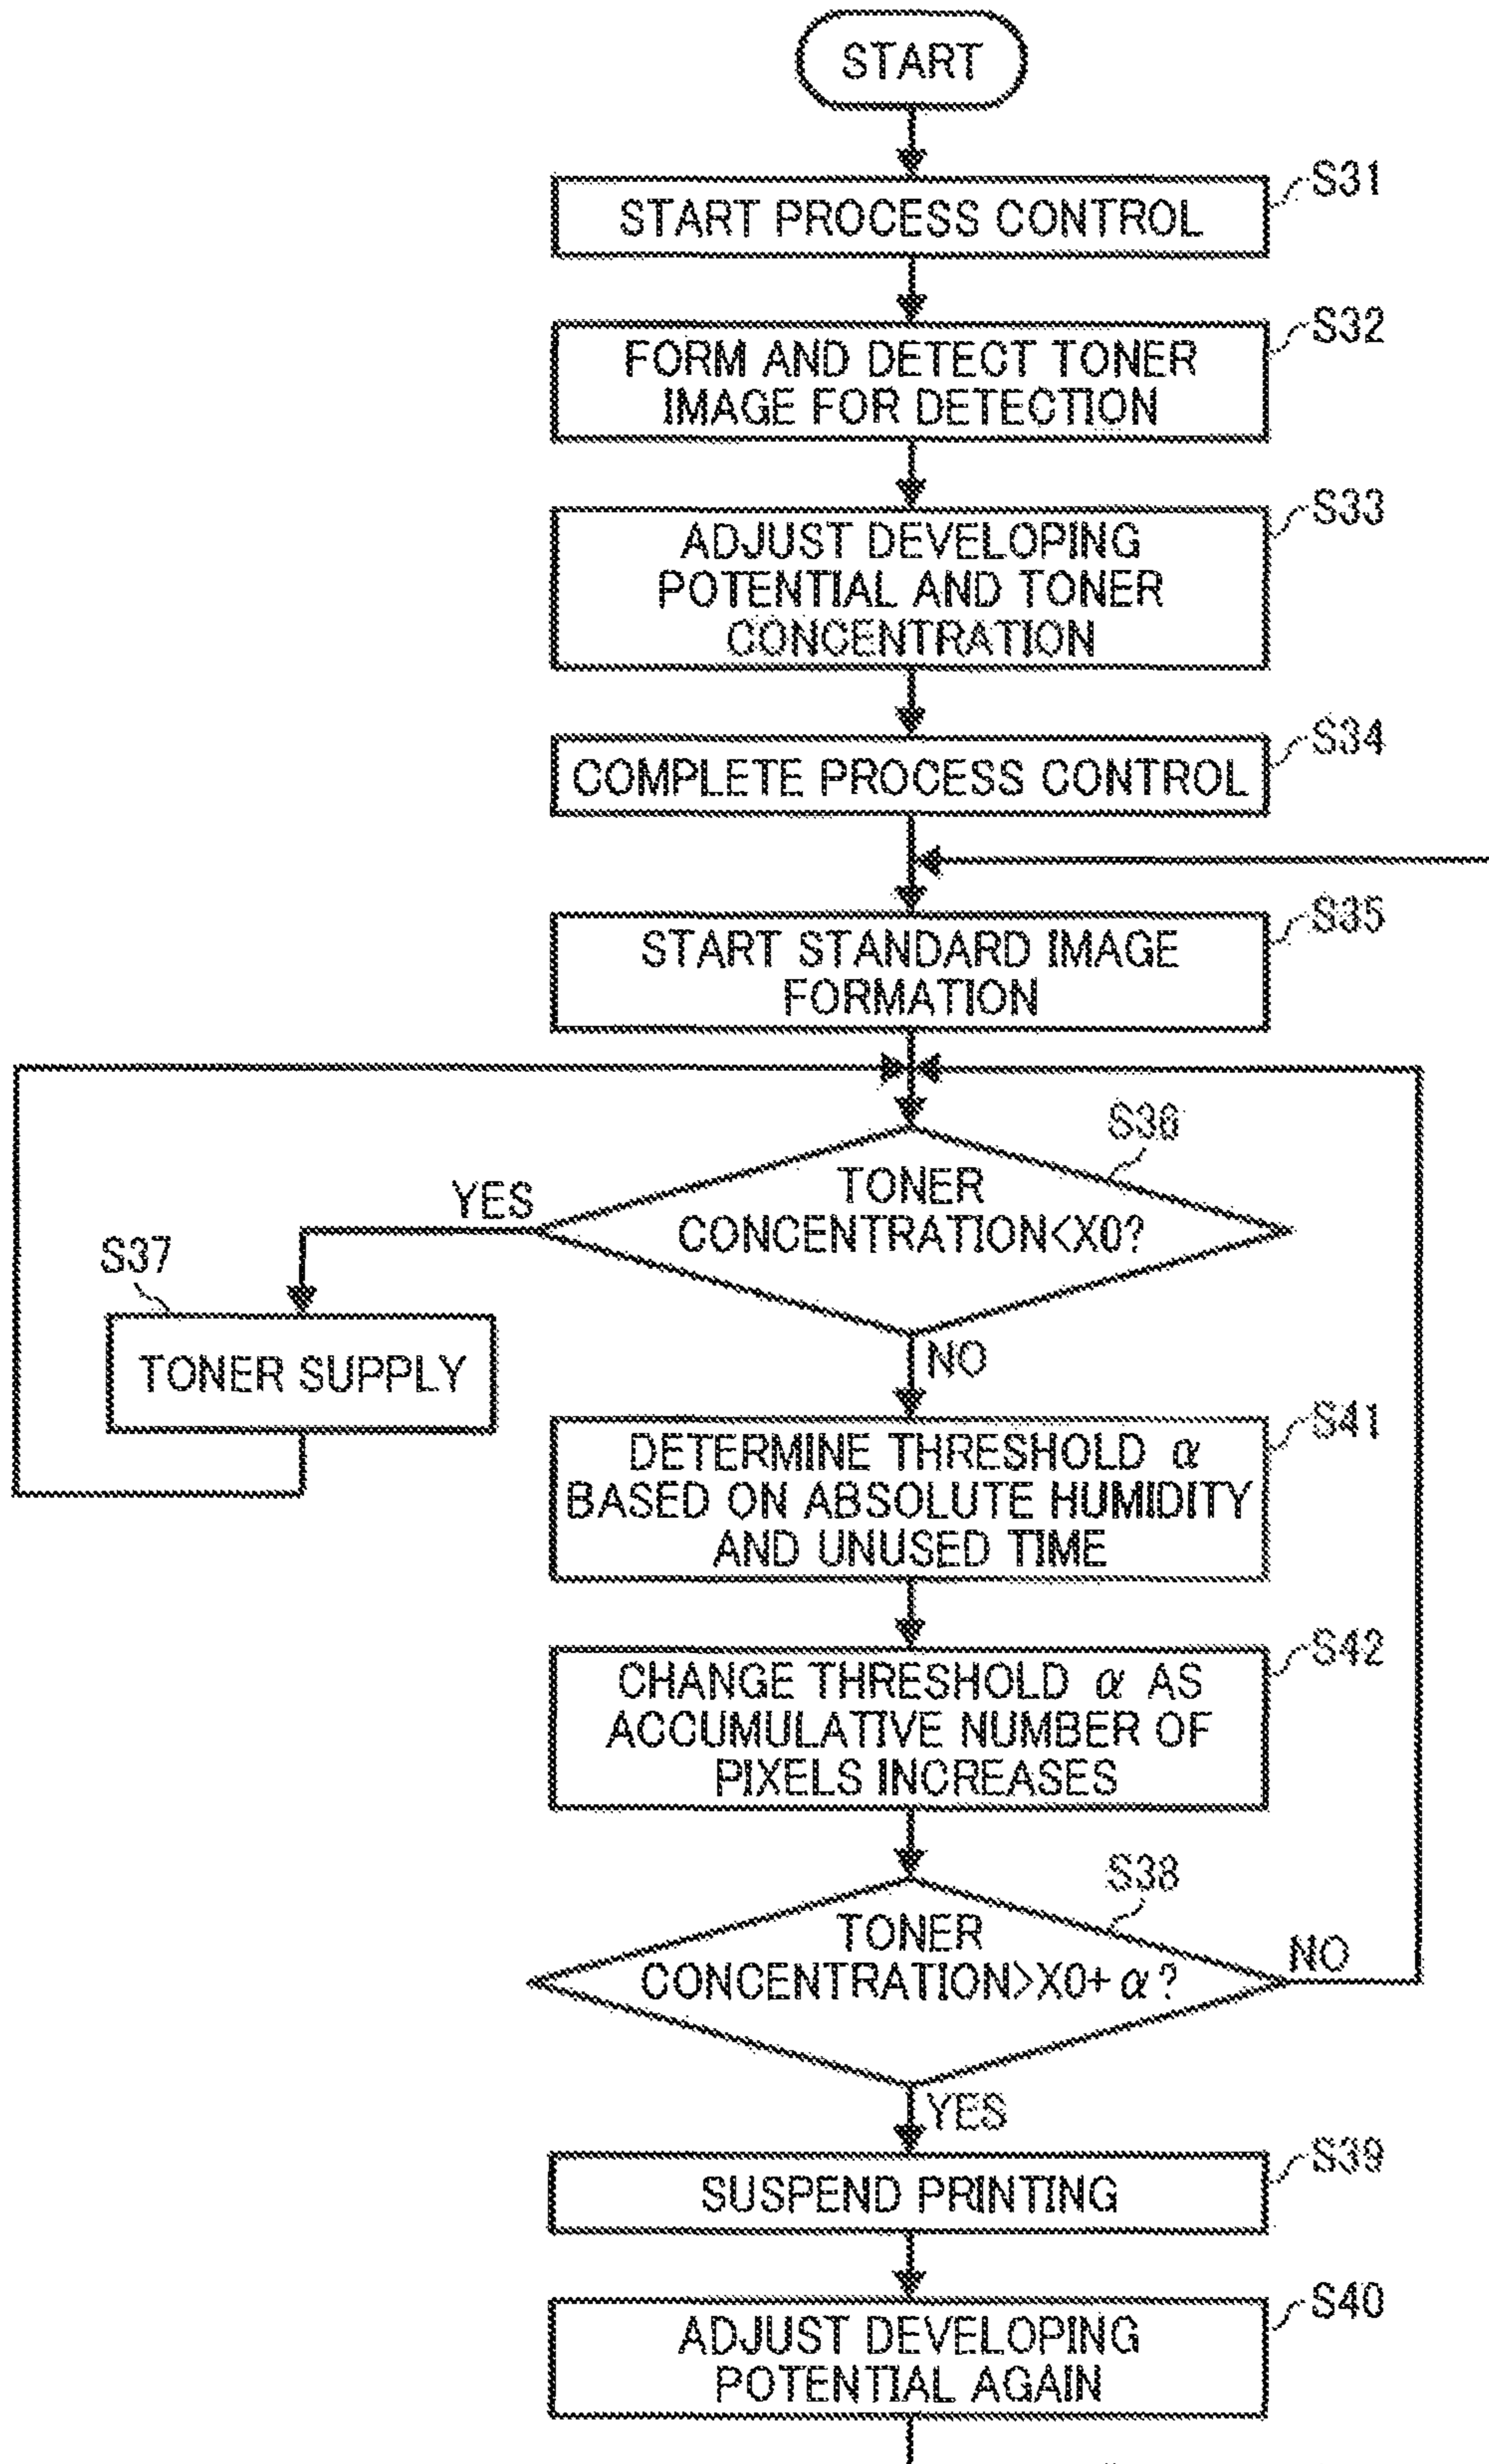 START
S31
START PROCESS CONTROL
S32
FORM AND DETECT TONER
IMAGE FOR DETECTION
S33
ADJUST DEVELOPING
POTENTIAL AND TONER
CONCENTRATION
S34
COMPLETE PROCESS CONTROL
S35
START STANDARD IMAGE
FORMATION
S36
TONER
CONCENTRATION<X0?
YES
S37
TONER SUPPLY
NO
S41
DETERMINE THRESHOLD α
BASED ON ABSOLUTE HUMIDITY
AND UNUSED TIME
S42
CHANGE THRESHOLD α AS
ACCUMULATIVE NUMBER OF
PIXELS INCREASES
S38
TONER
CONCENTRATION>X0+α?
NO
YES
S39
SUSPEND PRINTING
S40
ADJUST DEVELOPING
POTENTIAL AGAIN